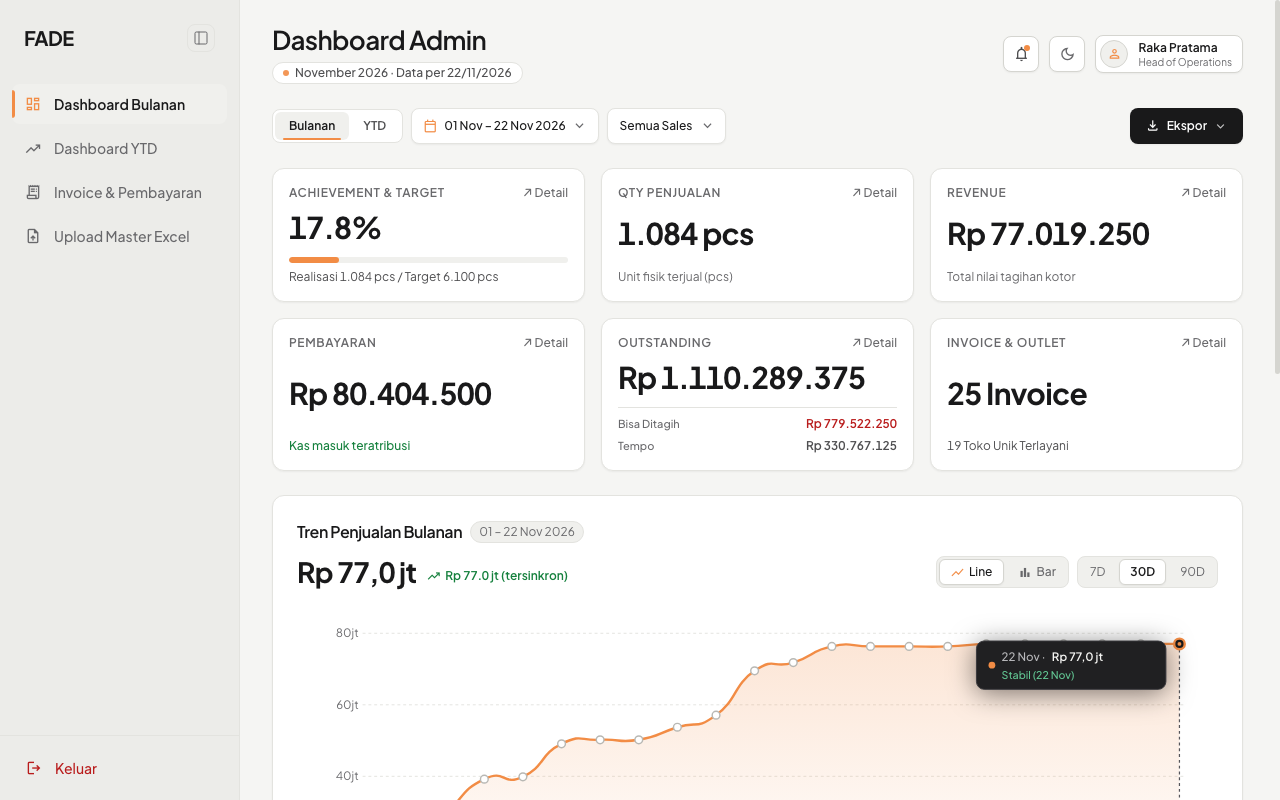 FADE
Dashboard Bulanan
Dashboard YTD
Invoice & Pembayaran
Upload Master Excel
Keluar
Dashboard Admin
November 2026 · Data per 22/11/2026
Raka Pratama
Head of Operations
Bulanan YTD 01 Nov – 22 Nov 2026 Semua Sales Ekspor
ACHIEVEMENT & TARGET Detail
17.8%
Realisasi 1.084 pcs / Target 6.100 pcs
QTY PENJUALAN Detail
1.084 pcs
Unit fisik terjual (pcs)
REVENUE Detail
Rp 77.019.250
Total nilai tagihan kotor
PEMBAYARAN Detail
Rp 80.404.500
Kas masuk teratribusi
OUTSTANDING Detail
Rp 1.110.289.375
Bisa Ditagih Rp 779.522.250
Tempo Rp 330.767.125
INVOICE & OUTLET Detail
25 Invoice
19 Toko Unik Terlayani
Tren Penjualan Bulanan 01 – 22 Nov 2026
Rp 77,0 jt Rp 77.0 jt (tersinkron)
Line Bar 7D 30D 90D
80jt
22 Nov · Rp 77,0 jt
Stabil (22 Nov)
60jt
40jt